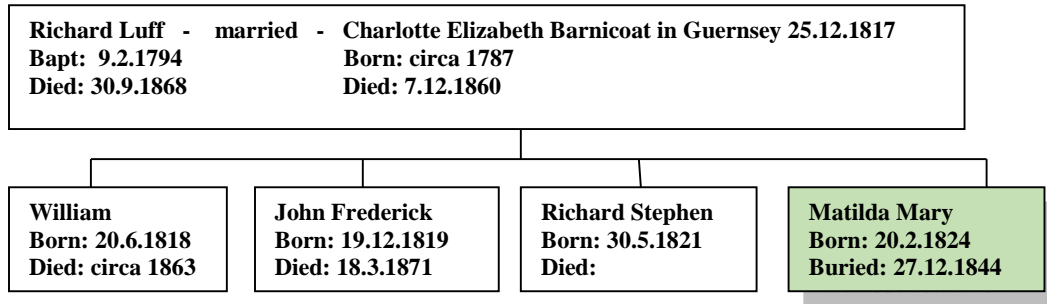 Richard Luff - married - Charlotte Elizabeth Barnicoat in Guernsey 25.12.1817
Bapt: 9.2.1794 Born: circa 1787
Died: 30.9.1868 Died: 7.12.1860
William
Born: 20.6.1818
Died: circa 1863
John Frederick
Born: 19.12.1819
Died: 18.3.1871
Richard Stephen
Born: 30.5.1821
Died:
Matilda Mary
Born: 20.2.1824
Buried: 27.12.1844